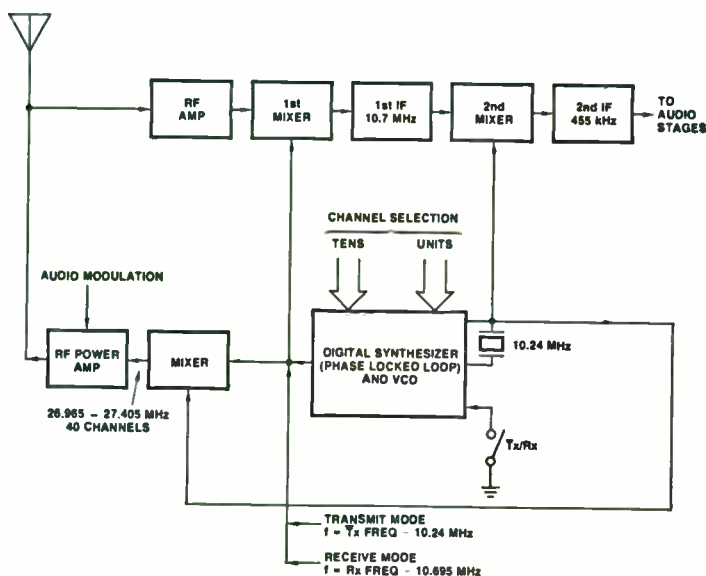 RF
AMP
1st
MIXER
1st IF
10.7 MHz
2nd
MIXER
2nd IF
455 kHz
TO
AUDIO
STAGES
CHANNEL SELECTION
TENS
UNITS
AUDIO MODULATION
RF POWER
AMP
MIXER
DIGITAL SYNTHESIZER
(PHASE LOCKED LOOP)
AND VCO
10.24 MHz
26.965 – 27.405 MHz
40 CHANNELS
Tx/Rx
TRANSMIT MODE
f = Tx FREQ – 10.24 MHz
RECEIVE MODE
f = Rx FREQ – 10.695 MHz